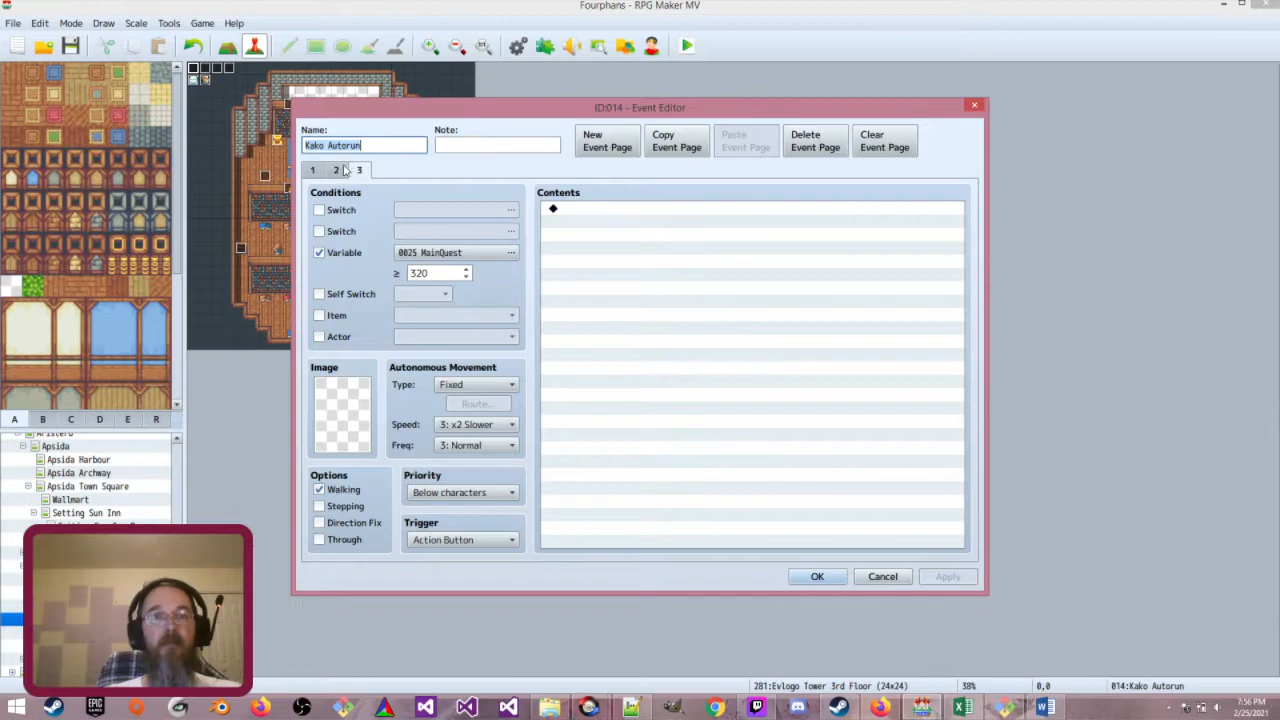 Fourphans - RPG Maker MV
File Edit Mode Draw Scale Tools Game Help
ID:014 - Event Editor
Name: Note:
Kako Autorun
New Event Page
Copy Event Page
Paste Event Page
Delete Event Page
Clear Event Page
1 2 3
Conditions
Switch ...
Switch ...
Variable 0025 MainQuest ...
≥ 320
Self Switch
Item
Actor
Image
Autonomous Movement
Type: Fixed
Route...
Speed: 3: x2 Slower
Freq: 3: Normal
Options
Walking
Stepping
Direction Fix
Through
Priority
Below characters
Trigger
Action Button
Contents
OK Cancel Apply
A B C D E R
Apsida
Apsida Harbour
Apsida Archway
Apsida Town Square
Wallmart
Setting Sun Inn
281:Evlogo Tower 3rd Floor (24x24) 38% 0,0 014:Kako Autorun
EPIC GAMES
7:56 PM
2/25/2021